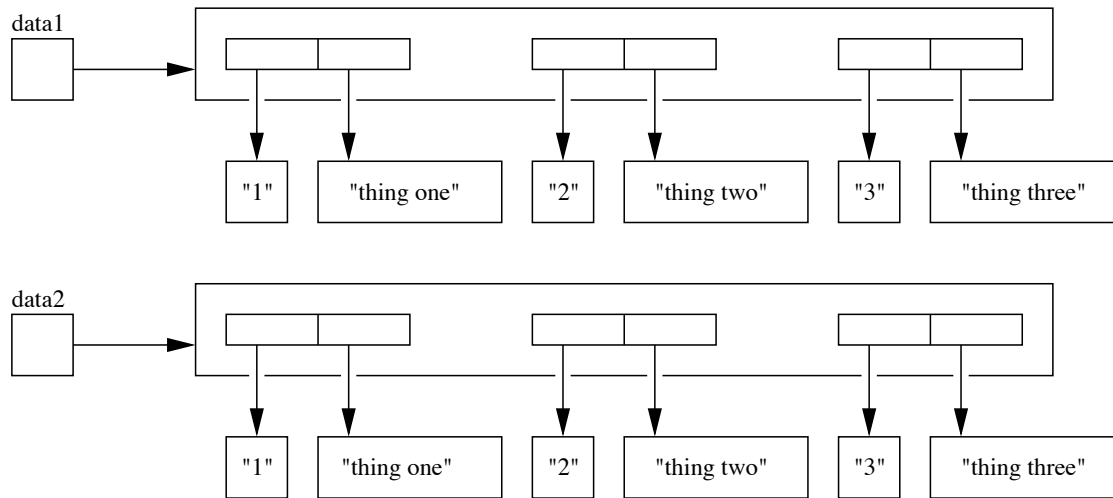 data1
"1" "thing one" "2" "thing two" "3" "thing three"
data2
"1" "thing one" "2" "thing two" "3" "thing three"